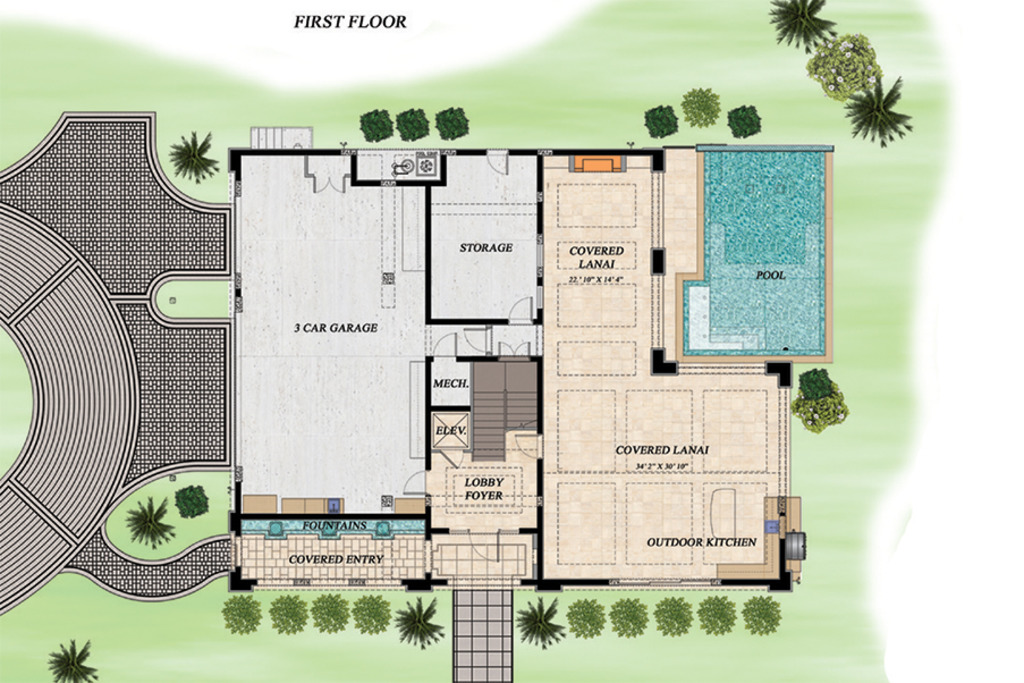 FIRST FLOOR
STORAGE
COVERED
LANAI
22.'10" X 14'4"
POOL
3 CAR GARAGE
MECH.
ELEV.
COVERED LANAI
34'2" X 30'10"
LOBBY
FOYER
FOUNTAINS
OUTDOOR KITCHEN
COVERED ENTRY